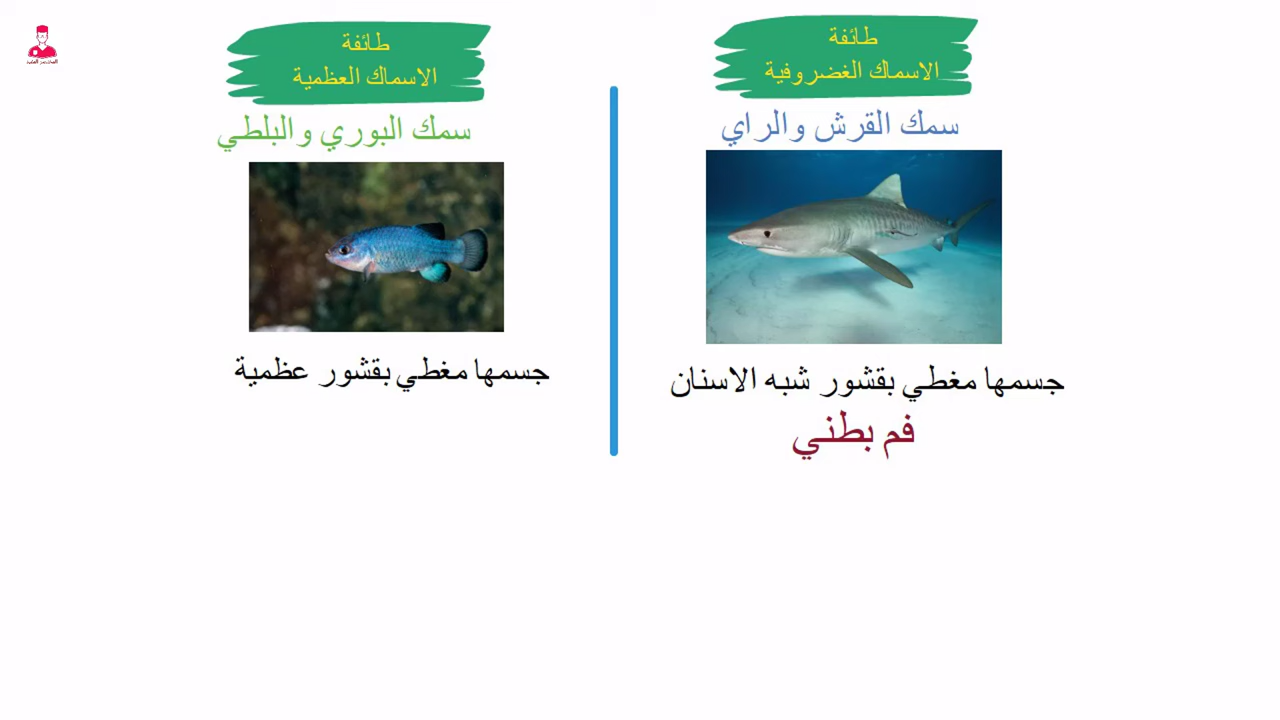 طائفة
الاسماك الغضروفية
سمك القرش والراي
جسمها مغطي بقشور شبه الاسنان
فم بطني
طائفة
الاسماك العظمية
سمك البوري والبلطي
جسمها مغطي بقشور عظمية